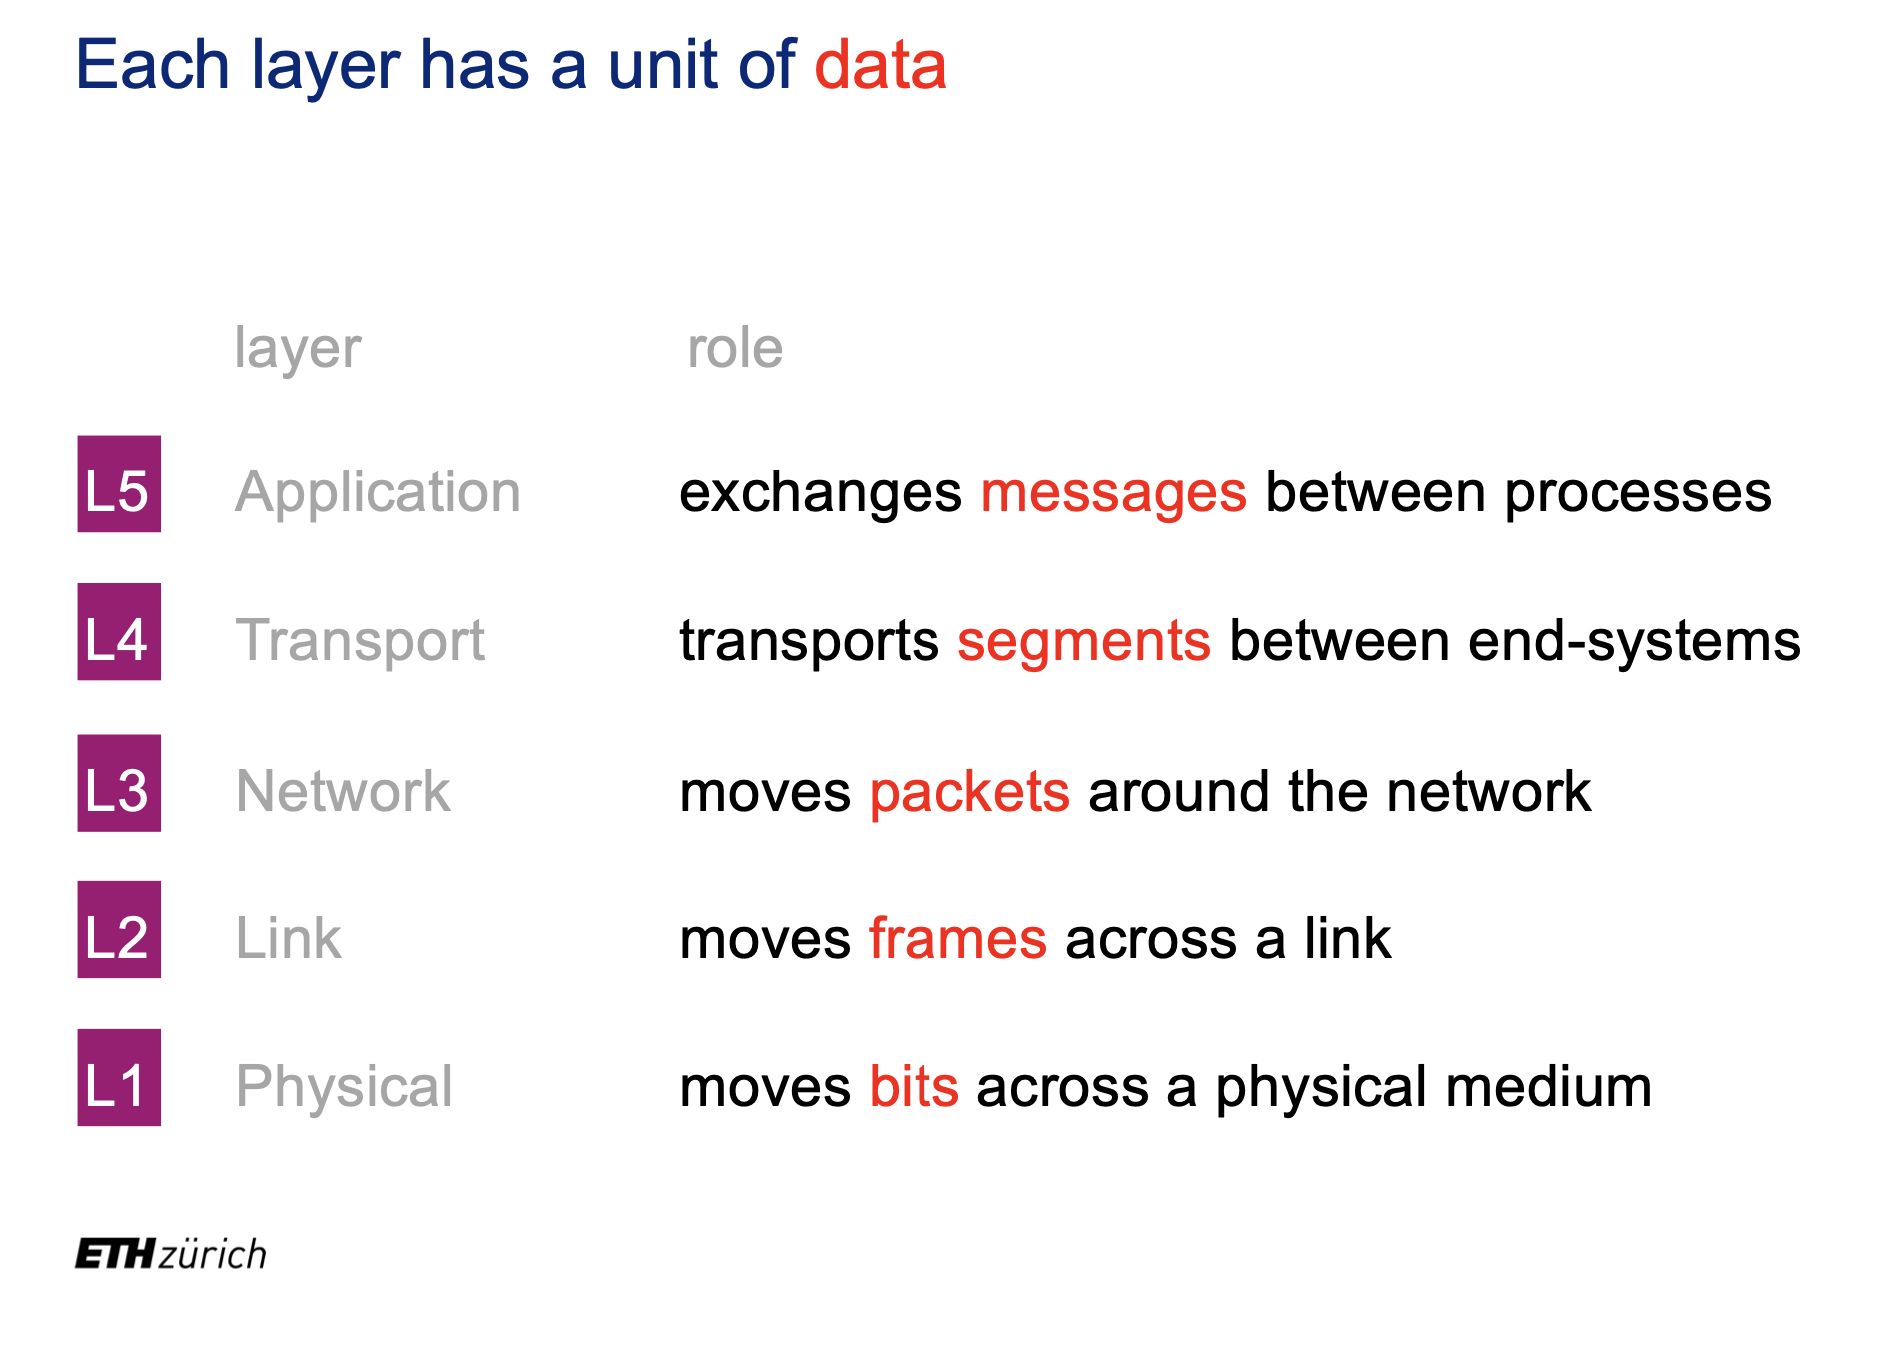 Each layer has a unit of data
layer role
L5 Application exchanges messages between processes
L4 Transport transports segments between end-systems
L3 Network moves packets around the network
L2 Link moves frames across a link
L1 Physical moves bits across a physical medium
ETH zürich